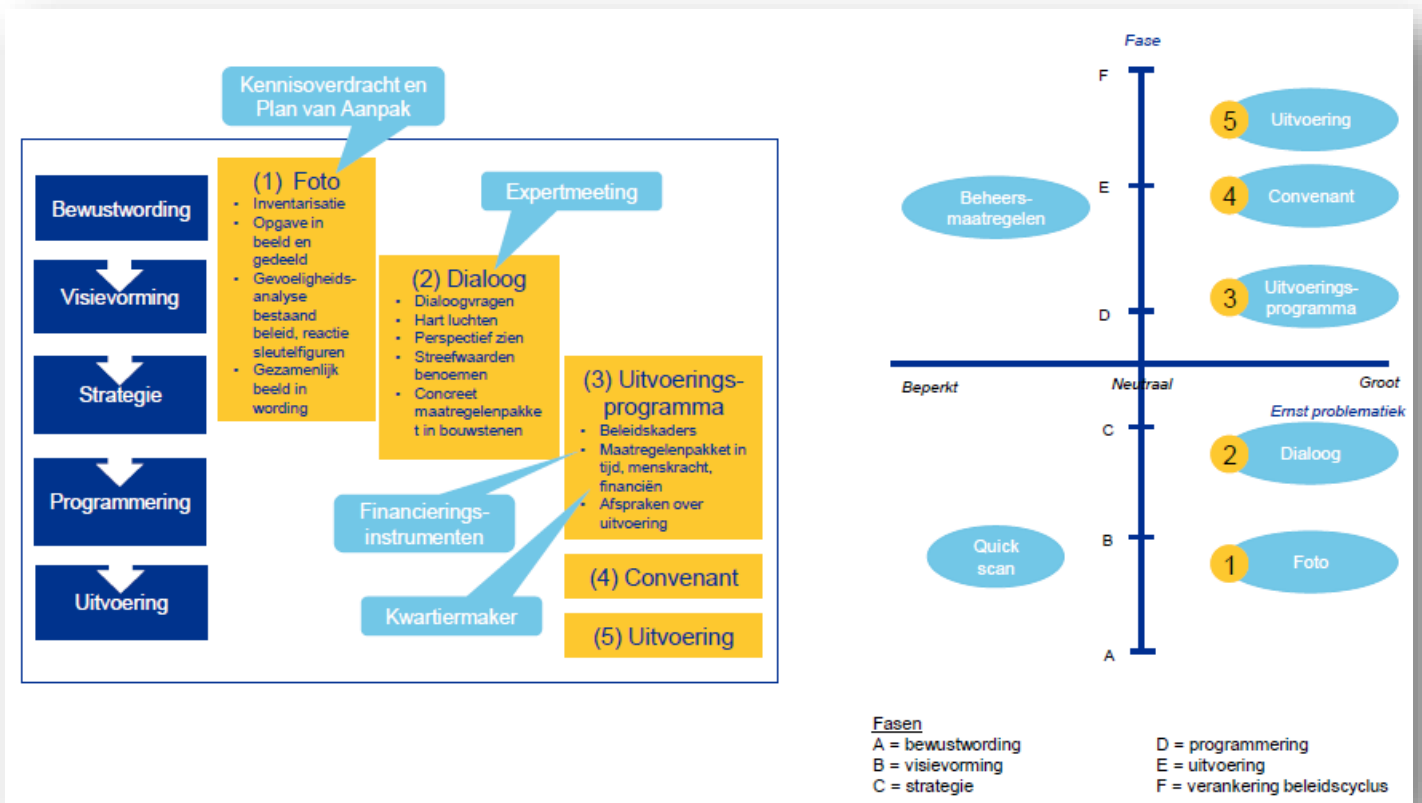 Kennisoverdracht en
Plan van Aanpak
Bewustwording
Visievorming
Strategie
Programmering
Uitvoering
(1) Foto
• Inventarisatie
• Opgave in
beeld en
gedeeld
• Gevoeligheids-
analyse
bestaand
beleid, reactie
sleutelfiguren
• Gezamenlijk
beeld in
wording
Expertmeeting
(2) Dialoog
• Dialoogvragen
• Hart luchten
• Perspectief zien
• Streefwaarden
benoemen
• Concreet
maatregelenpakke
t in bouwstenen
(3) Uitvoerings-
programma
• Beleidskaders
• Maatregelenpakket in
tijd, menskracht,
financiën
• Afspraken over
uitvoering
Financierings-
instrumenten
Kwartiermaker
(4) Convenant
(5) Uitvoering
Fase
F
5 Uitvoering
E
Beheers-
maatregelen
4 Convenant
3 Uitvoerings-
programma
D
Beperkt Neutraal Groot
Ernst problematiek
C
2 Dialoog
B
Quick
scan
1 Foto
A
Fasen
A = bewustwording
B = visievorming
C = strategie
D = programmering
E = uitvoering
F = verankering beleidscyclus